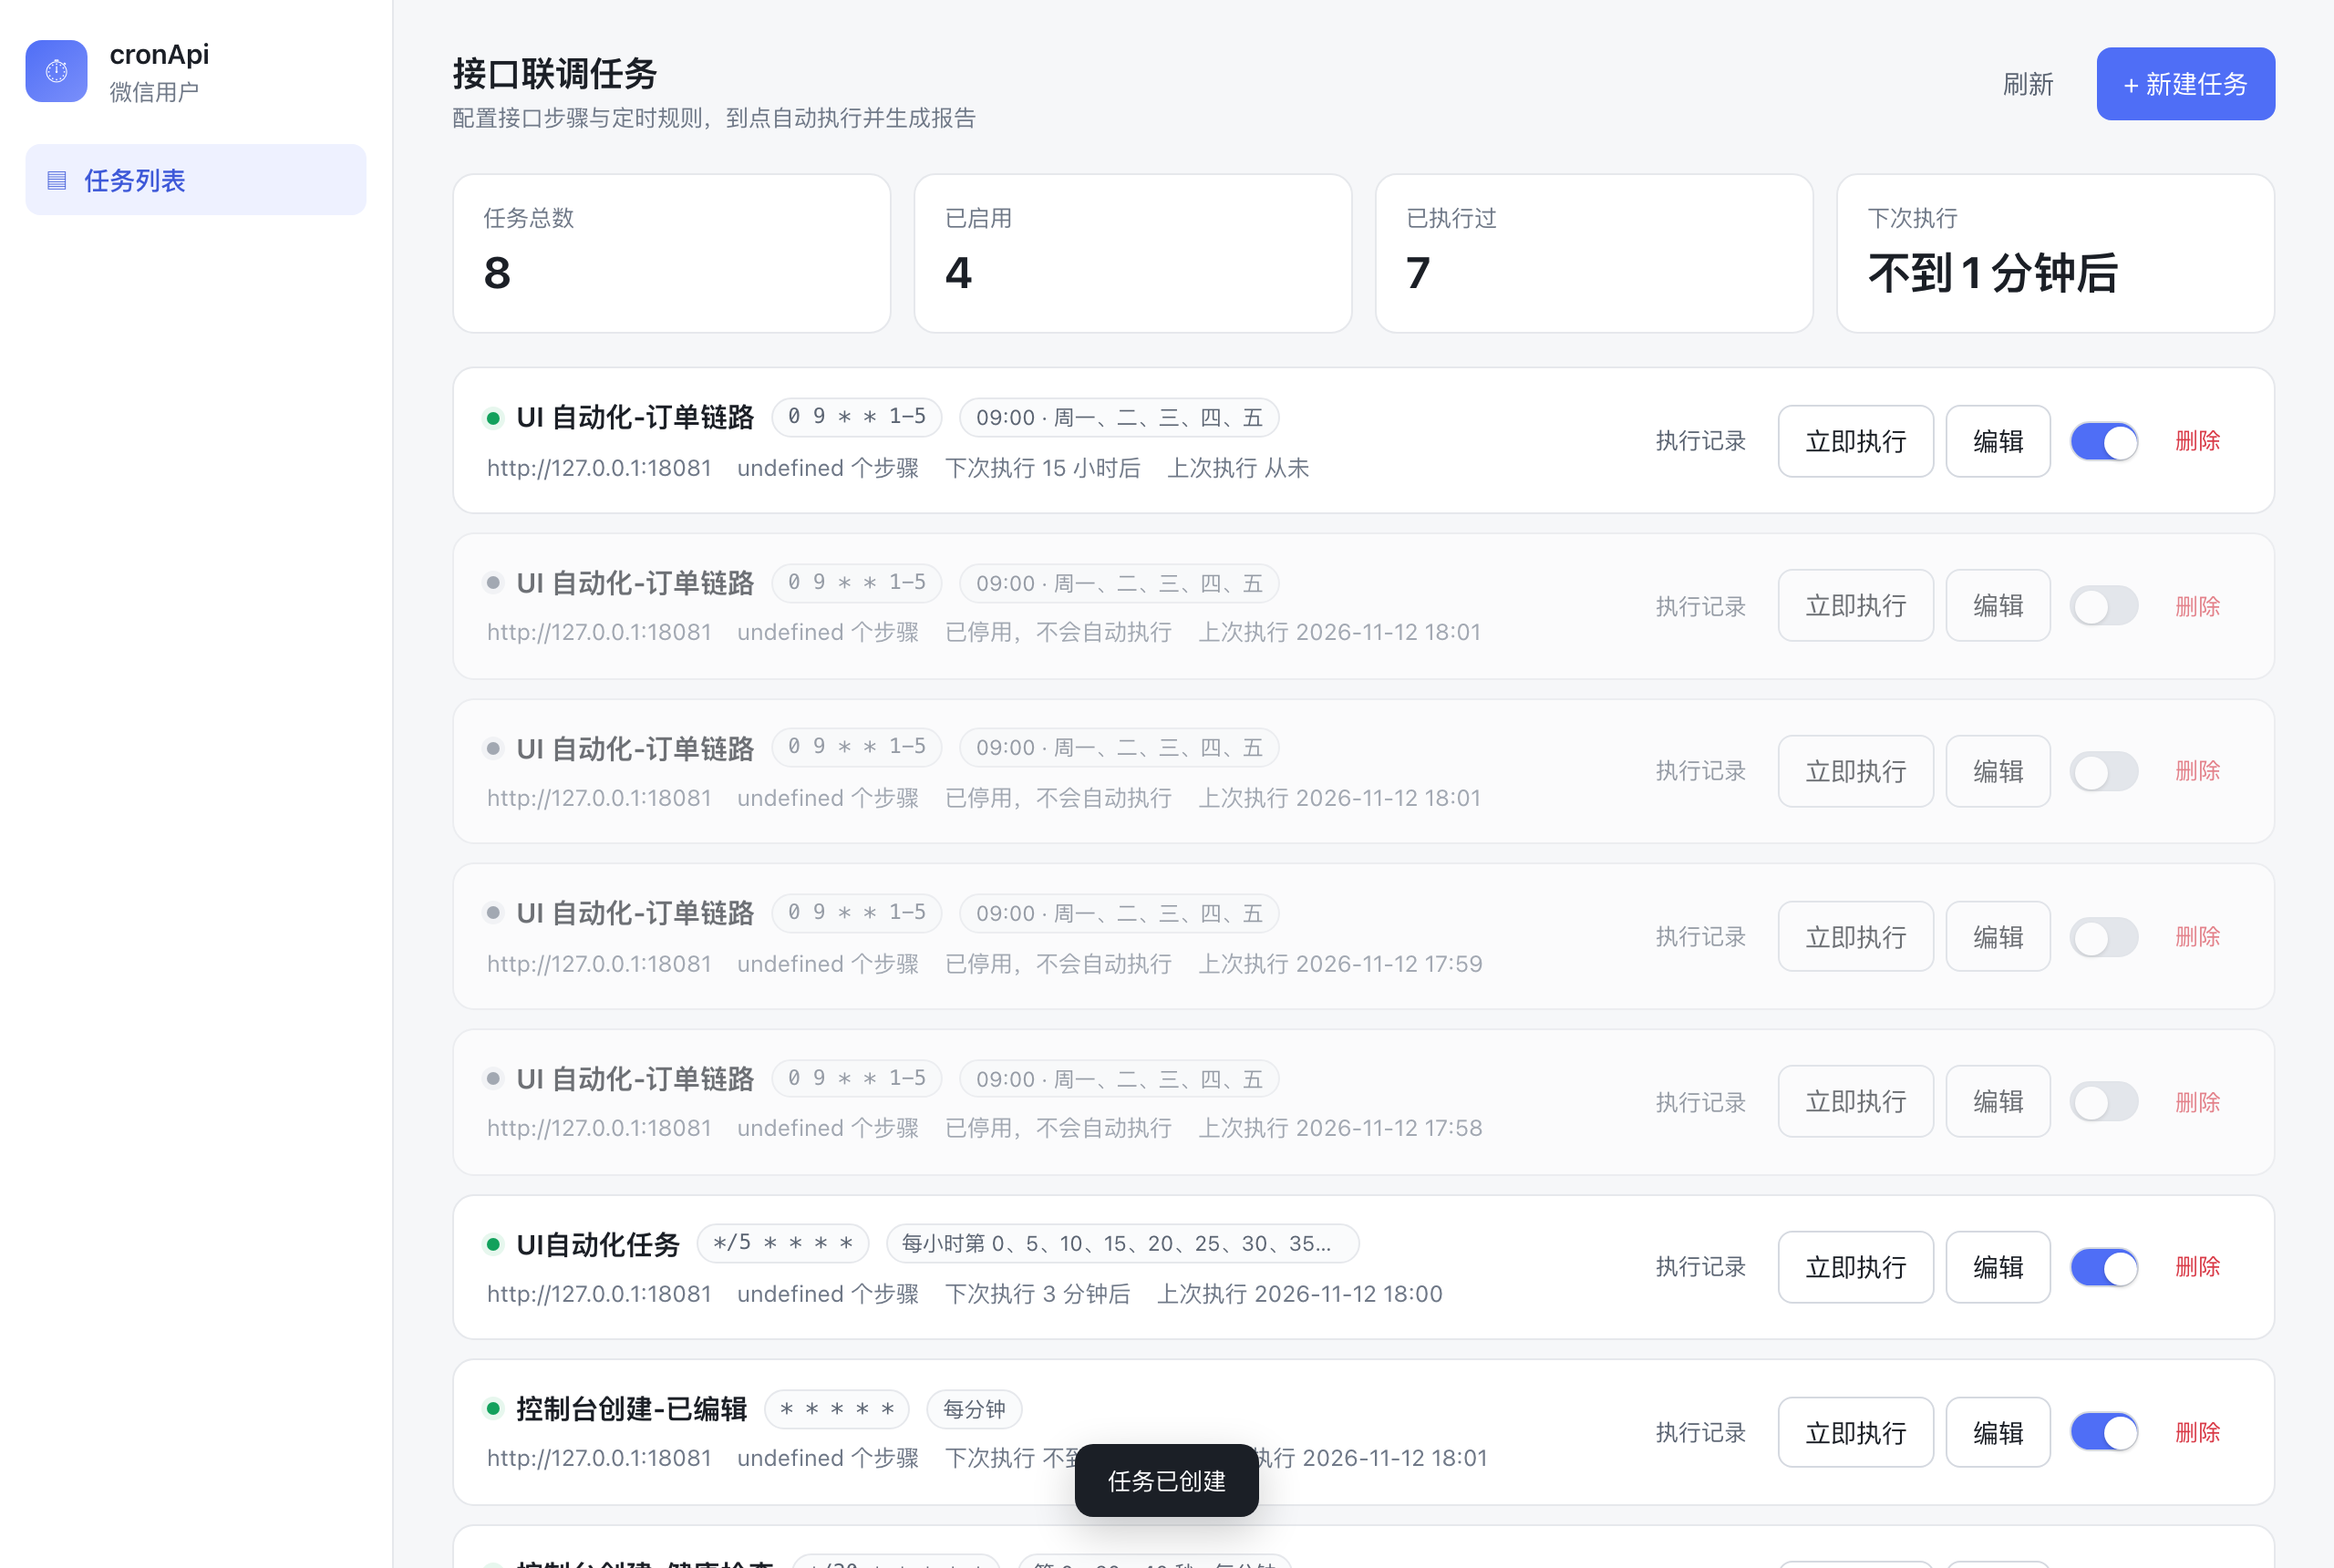 cronApi
微信用户
任务列表
接口联调任务
配置接口步骤与定时规则，到点自动执行并生成报告
刷新
+ 新建任务
任务总数
8
已启用
4
已执行过
7
下次执行
不到 1 分钟后
UI 自动化-订单链路 0 9 * * 1-5 09:00 · 周一、二、三、四、五
http://127.0.0.1:18081 undefined 个步骤 下次执行 15 小时后 上次执行 从未
执行记录 立即执行 编辑 删除
UI 自动化-订单链路 0 9 * * 1-5 09:00 · 周一、二、三、四、五
http://127.0.0.1:18081 undefined 个步骤 已停用，不会自动执行 上次执行 2026-11-12 18:01
执行记录 立即执行 编辑 删除
UI 自动化-订单链路 0 9 * * 1-5 09:00 · 周一、二、三、四、五
http://127.0.0.1:18081 undefined 个步骤 已停用，不会自动执行 上次执行 2026-11-12 18:01
执行记录 立即执行 编辑 删除
UI 自动化-订单链路 0 9 * * 1-5 09:00 · 周一、二、三、四、五
http://127.0.0.1:18081 undefined 个步骤 已停用，不会自动执行 上次执行 2026-11-12 17:59
执行记录 立即执行 编辑 删除
UI 自动化-订单链路 0 9 * * 1-5 09:00 · 周一、二、三、四、五
http://127.0.0.1:18081 undefined 个步骤 已停用，不会自动执行 上次执行 2026-11-12 17:58
执行记录 立即执行 编辑 删除
UI自动化任务 */5 * * * * 每小时第 0、5、10、15、20、25、30、35...
http://127.0.0.1:18081 undefined 个步骤 下次执行 3 分钟后 上次执行 2026-11-12 18:00
执行记录 立即执行 编辑 删除
控制台创建-已编辑 * * * * * 每分钟
http://127.0.0.1:18081 undefined 个步骤 下次执行 不到 执行 2026-11-12 18:01
执行记录 立即执行 编辑 删除
任务已创建